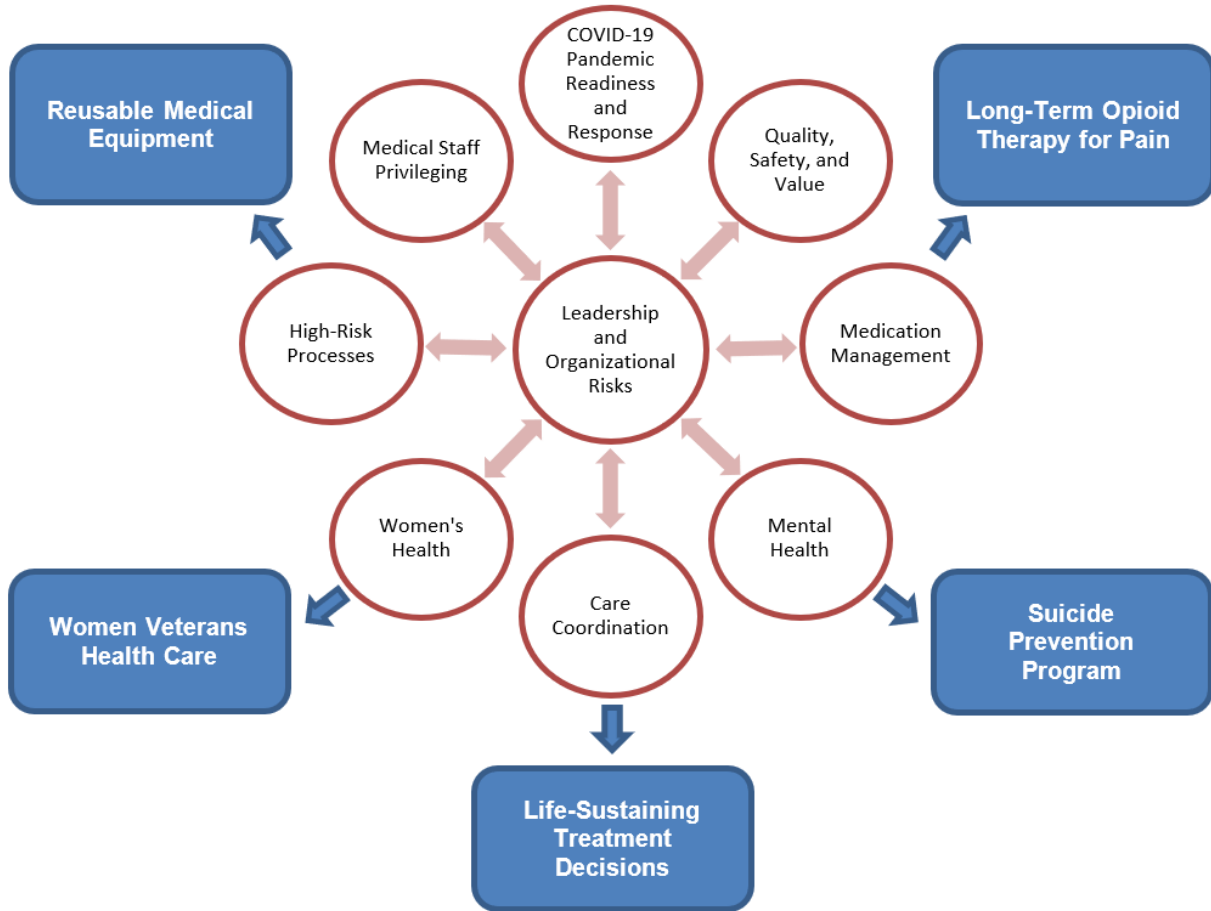 COVID-19
Pandemic
Readiness
and
Response
Reusable Medical
Equipment
Medical Staff
Privileging
Quality,
Safety, and
Value
Long-Term Opioid
Therapy for Pain
High-Risk
Processes
Leadership
and
Organizational
Risks
Medication
Management
Women's
Health
Mental
Health
Care
Coordination
Women Veterans
Health Care
Suicide
Prevention
Program
Life-Sustaining
Treatment
Decisions